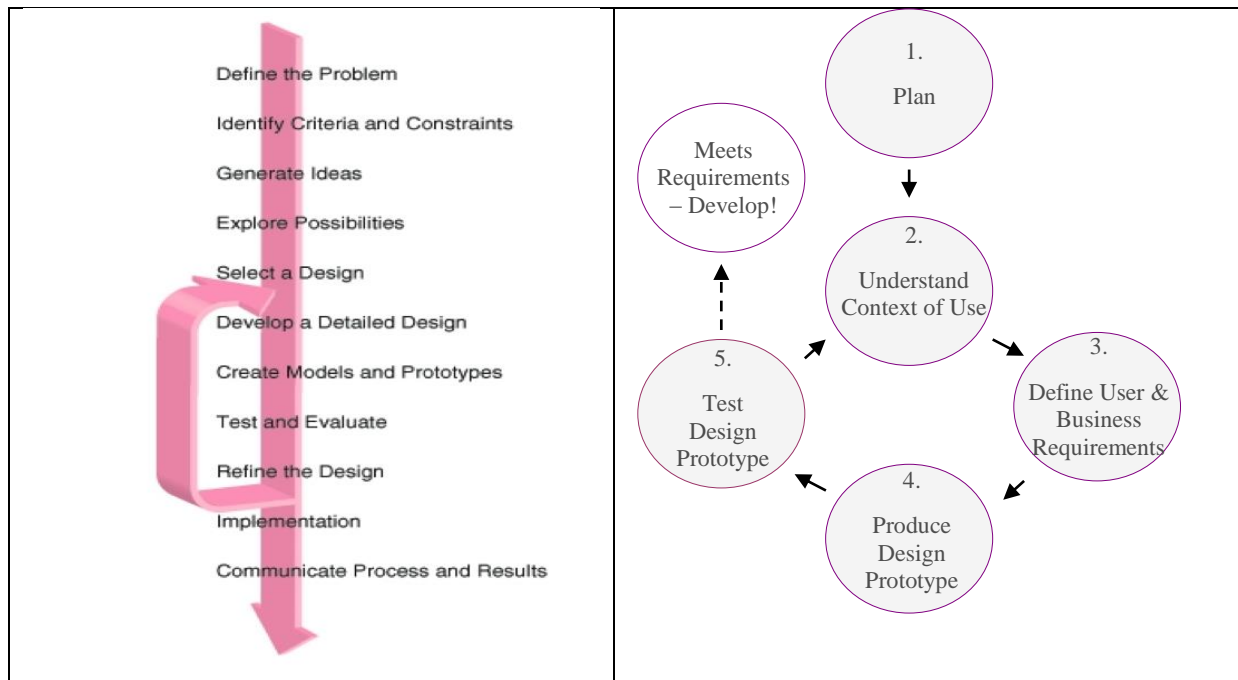 Define the Problem
Identify Criteria and Constraints
Generate Ideas
Explore Possibilities
Select a Design
Develop a Detailed Design
Create Models and Prototypes
Test and Evaluate
Refine the Design
Implementation
Communicate Process and Results
1.
Plan
Meets
Requirements
– Develop!
2.
Understand
Context of Use
3.
Define User &
Business
Requirements
4.
Produce
Design
Prototype
5.
Test
Design
Prototype